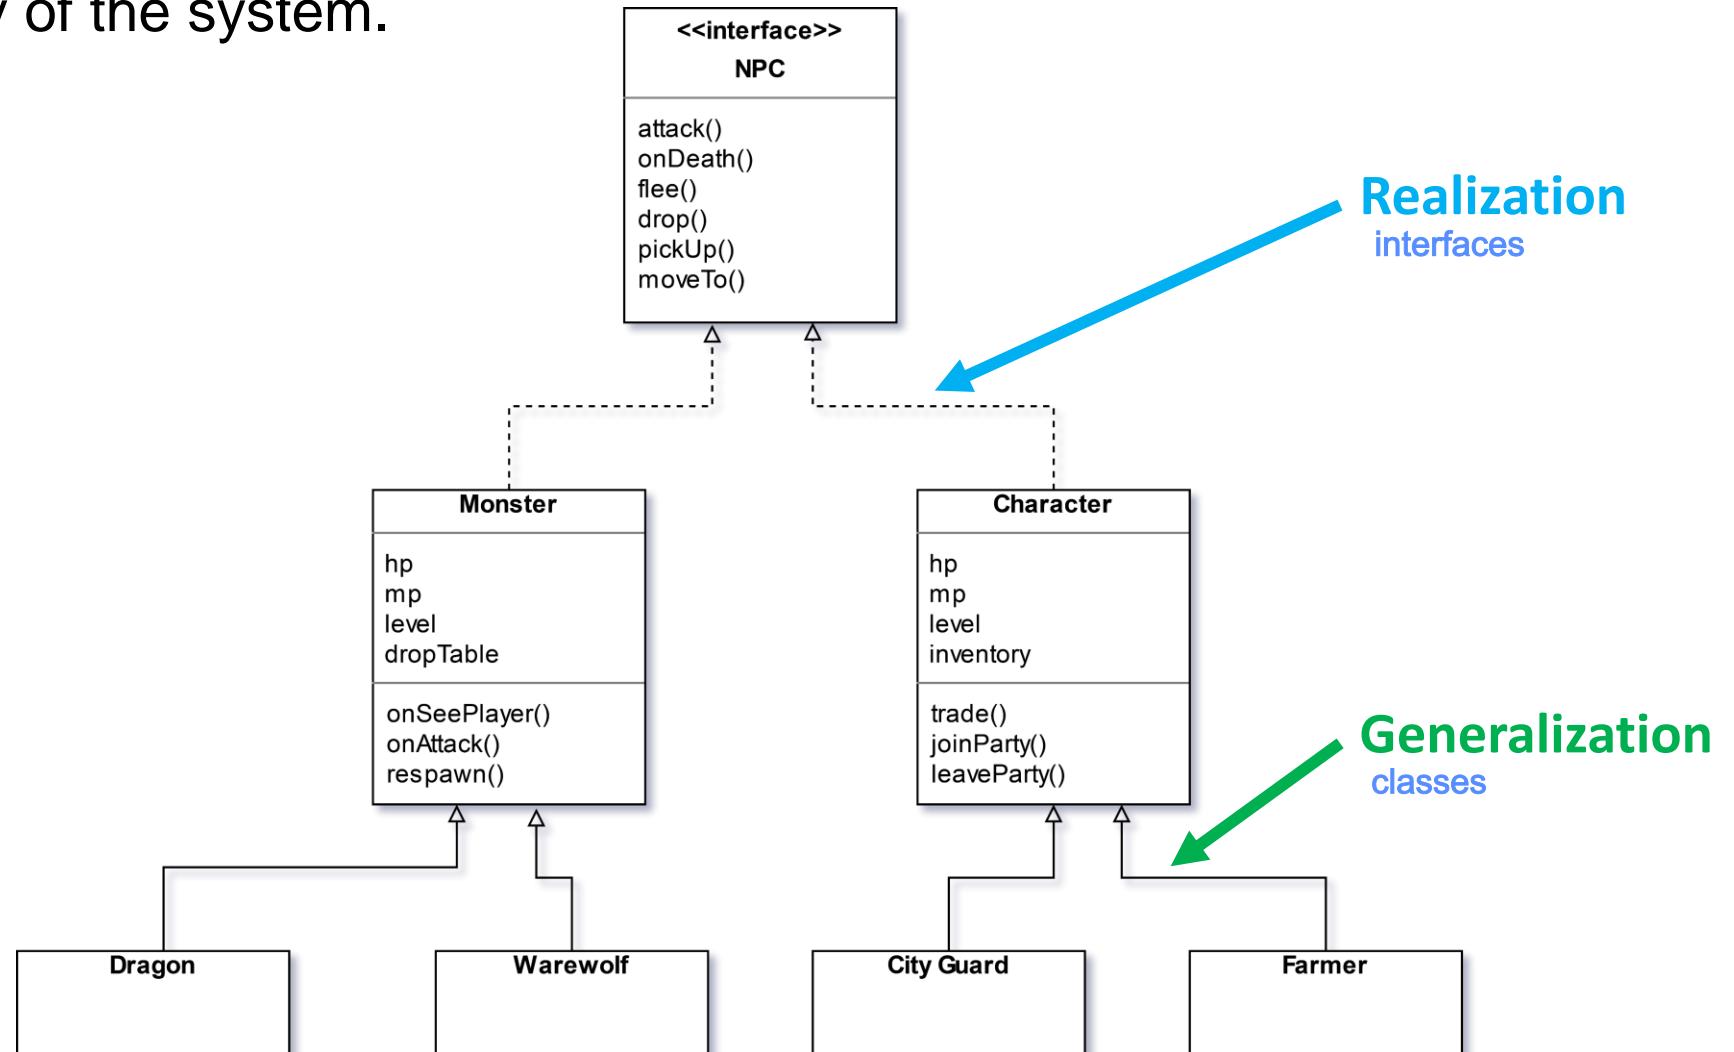 of the system.
<<interface>>
NPC
attack()
onDeath()
flee()
drop()
pickUp()
moveTo()
Realization
interfaces
Monster
hp
mp
level
dropTable
onSeePlayer()
onAttack()
respawn()
Character
hp
mp
level
inventory
trade()
joinParty()
leaveParty()
Generalization
classes
Dragon
Warewolf
City Guard
Farmer